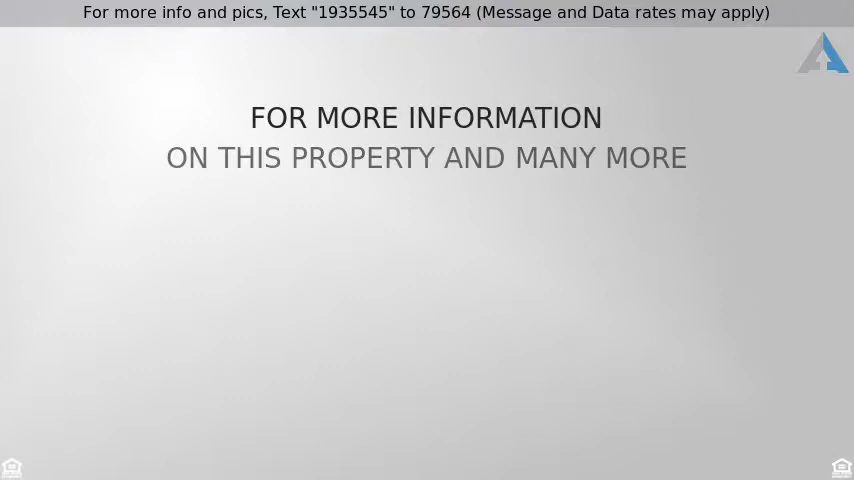 For more info and pics, Text "1935545" to 79564 (Message and Data rates may apply)
FOR MORE INFORMATION
ON THIS PROPERTY AND MANY MORE